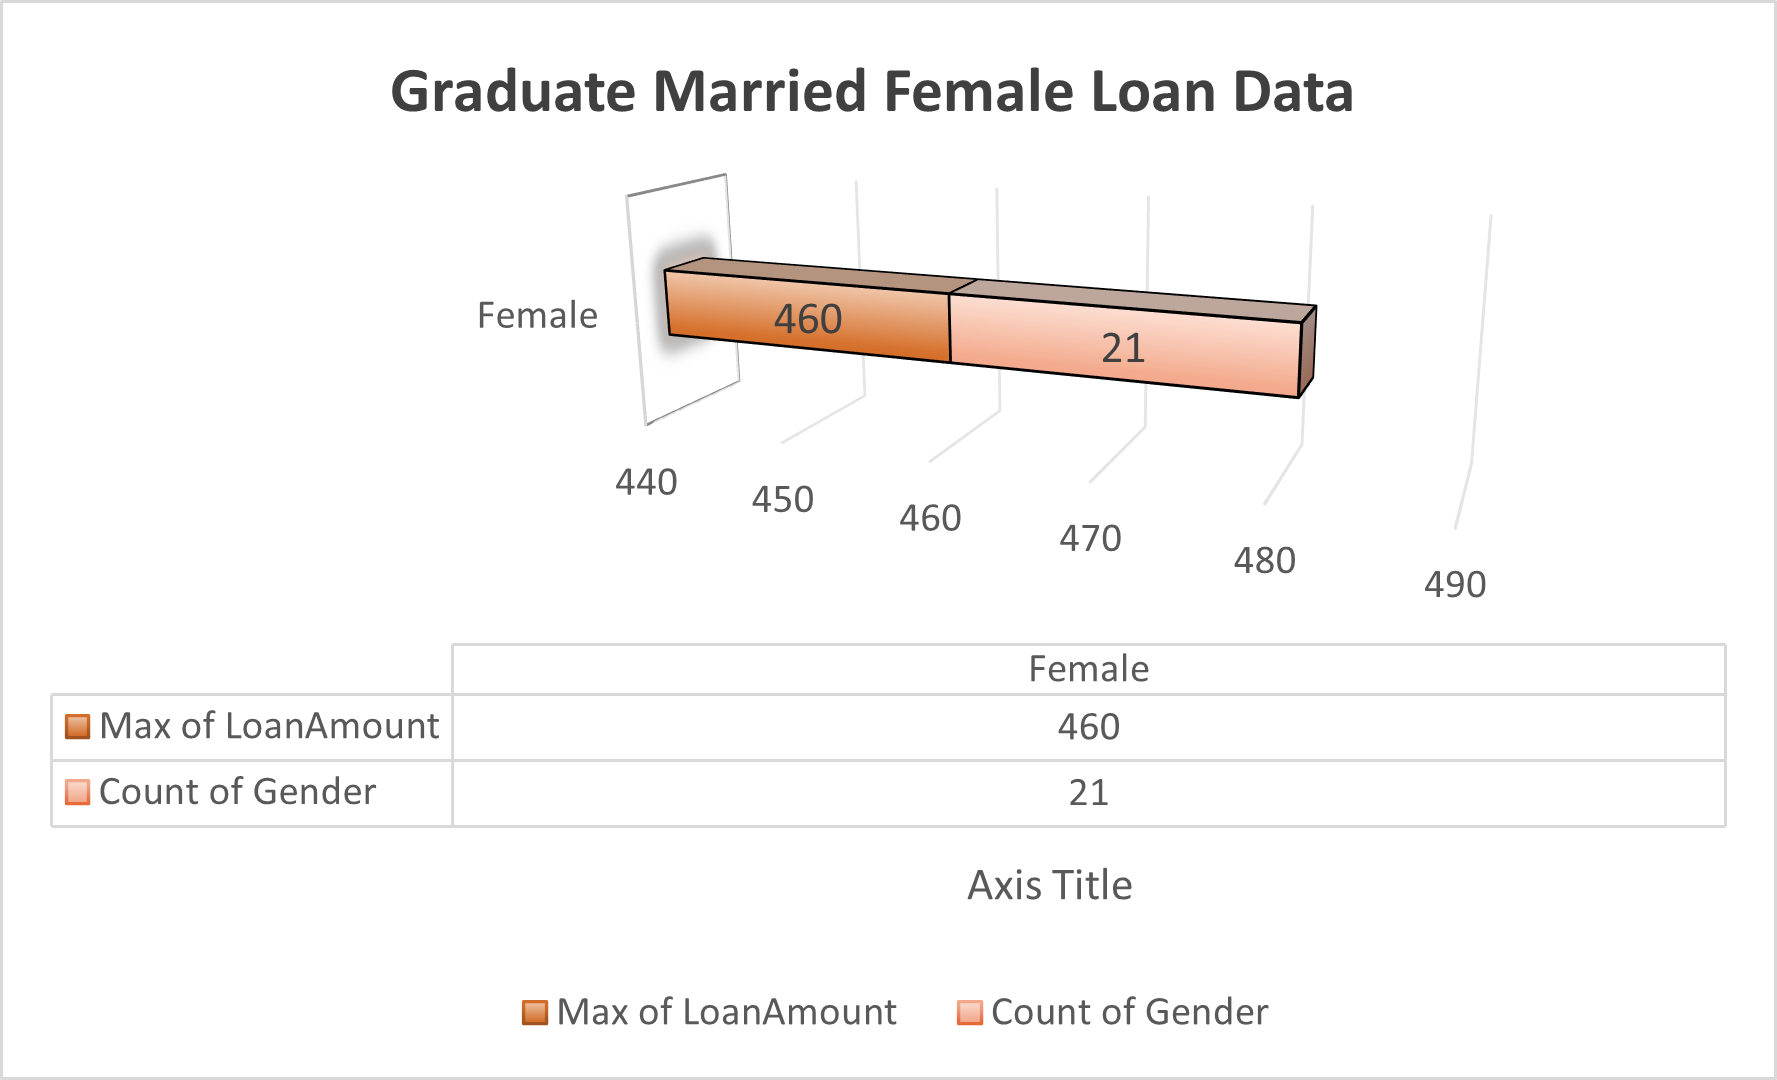 Graduate Married Female Loan Data
Female
460
21
440
450
460
470
480
490
Female
Max of LoanAmount 460
Count of Gender 21
Axis Title
Max of LoanAmount Count of Gender